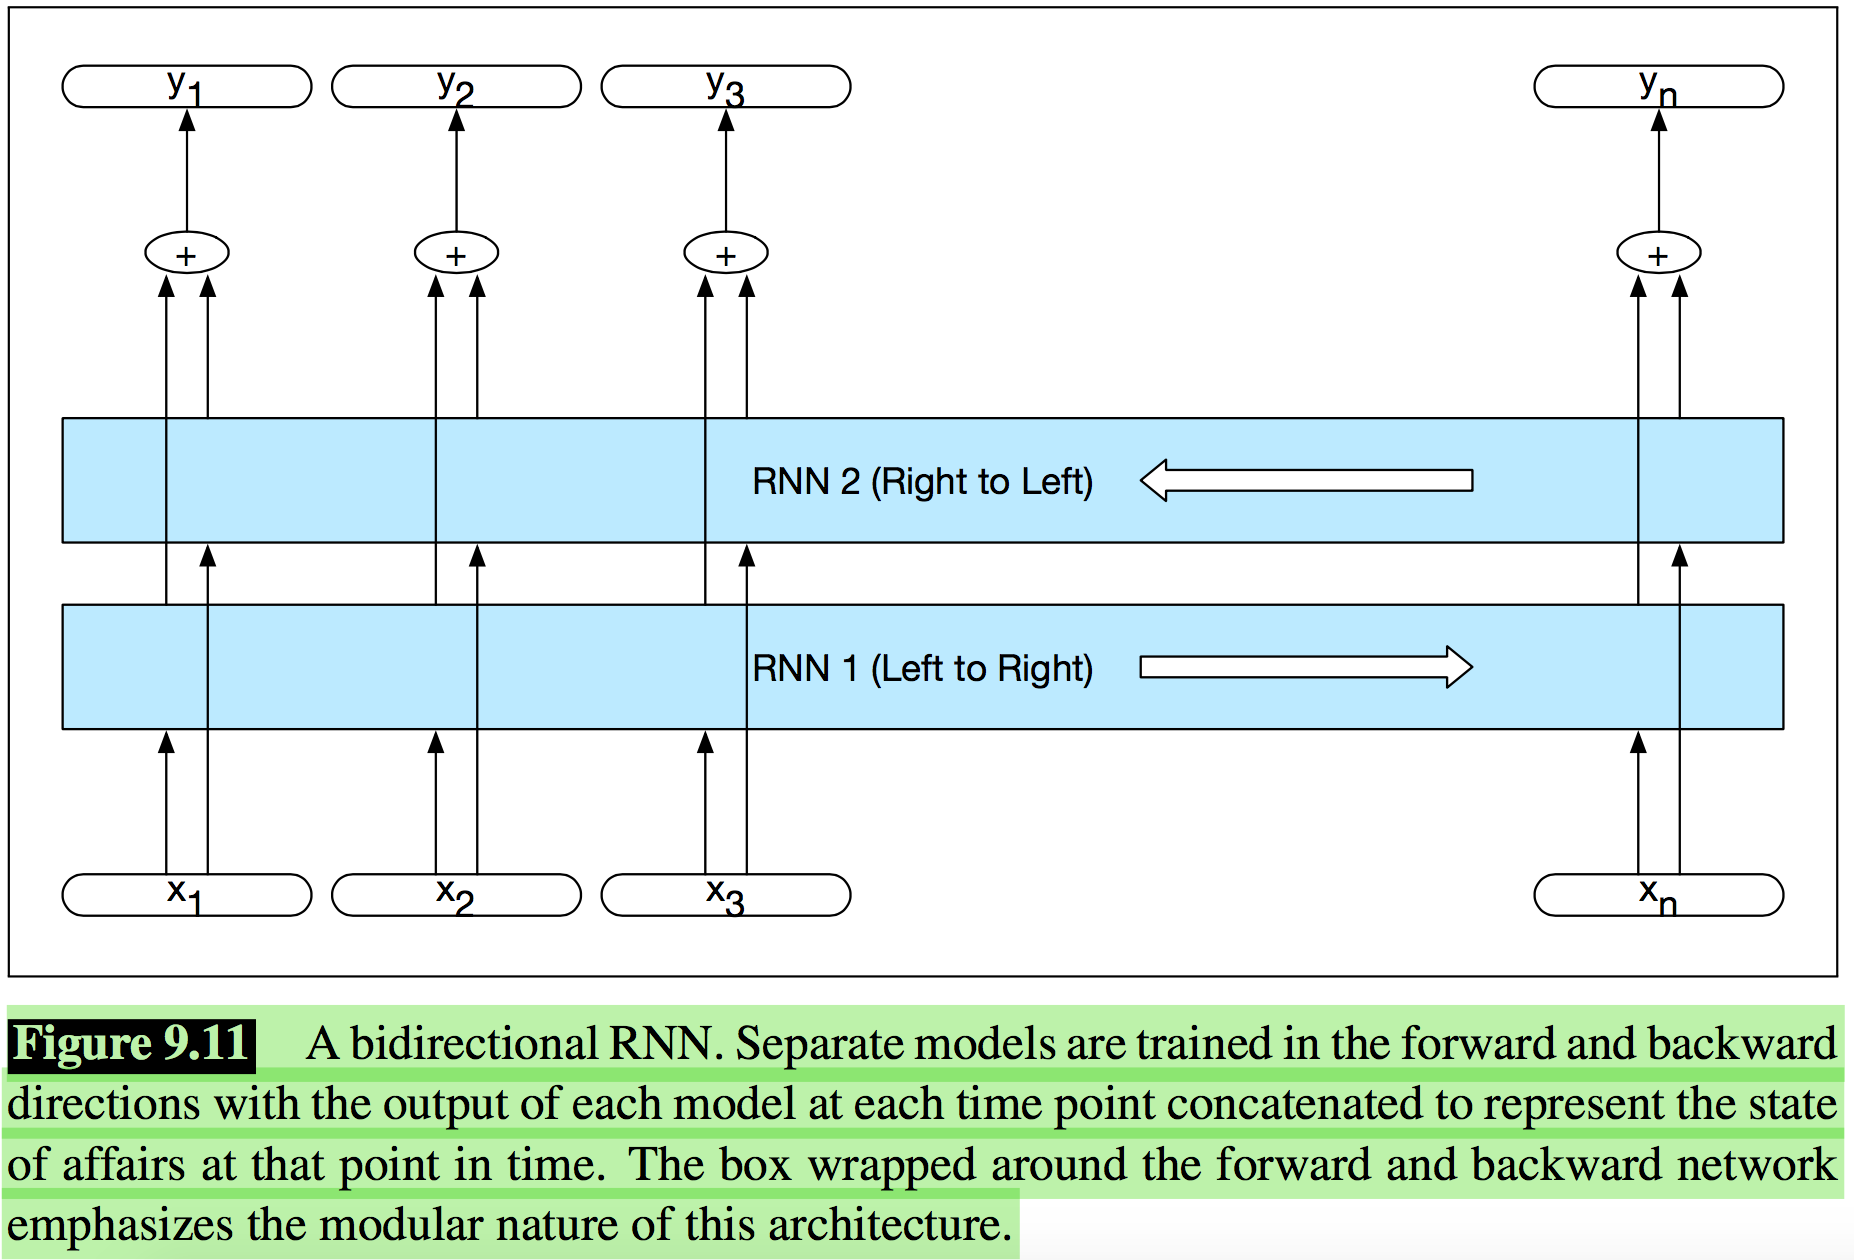 y1 y2 y3 yn
+ + + +
RNN 2 (Right to Left)
RNN 1 (Left to Right)
x1 x2 x3 xn
Figure 9.11 A bidirectional RNN. Separate models are trained in the forward and backward
directions with the output of each model at each time point concatenated to represent the state
of affairs at that point in time. The box wrapped around the forward and backward network
emphasizes the modular nature of this architecture.